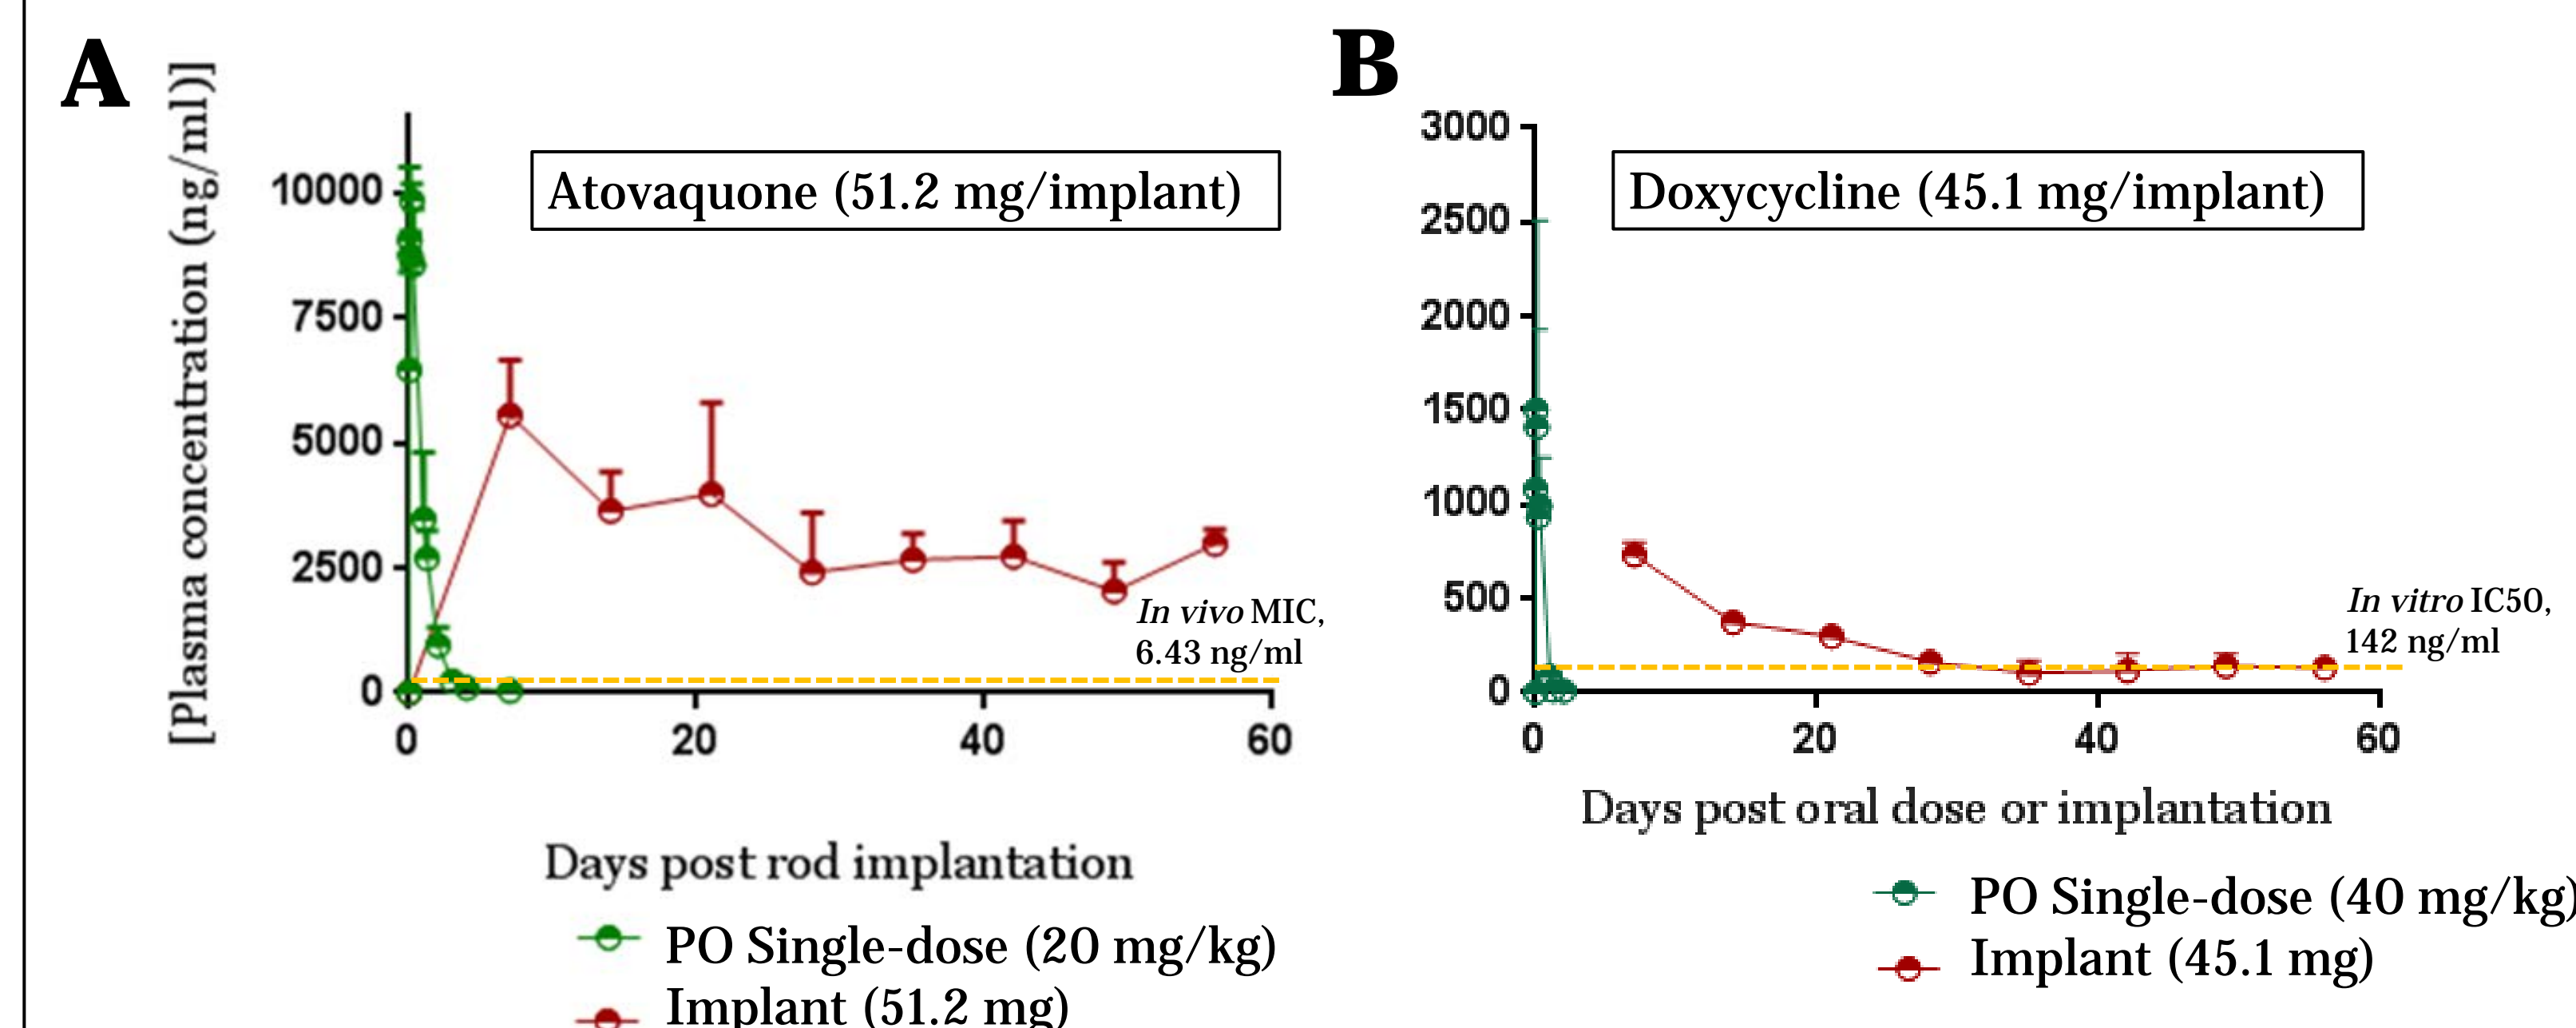 A
B
[Plasma concentration (ng/ml)]
10000
7500
5000
2500
0
0
20
40
60
Atovaquone (51.2 mg/implant)
In vivo MIC,
6.43 ng/ml
Days post rod implantation
PO Single-dose (20 mg/kg)
Implant (51.2 mg)
3000
2500
2000
1500
1000
500
0
0
20
40
60
Doxycycline (45.1 mg/implant)
In vitro IC50,
142 ng/ml
Days post oral dose or implantation
PO Single-dose (40 mg/kg)
Implant (45.1 mg)